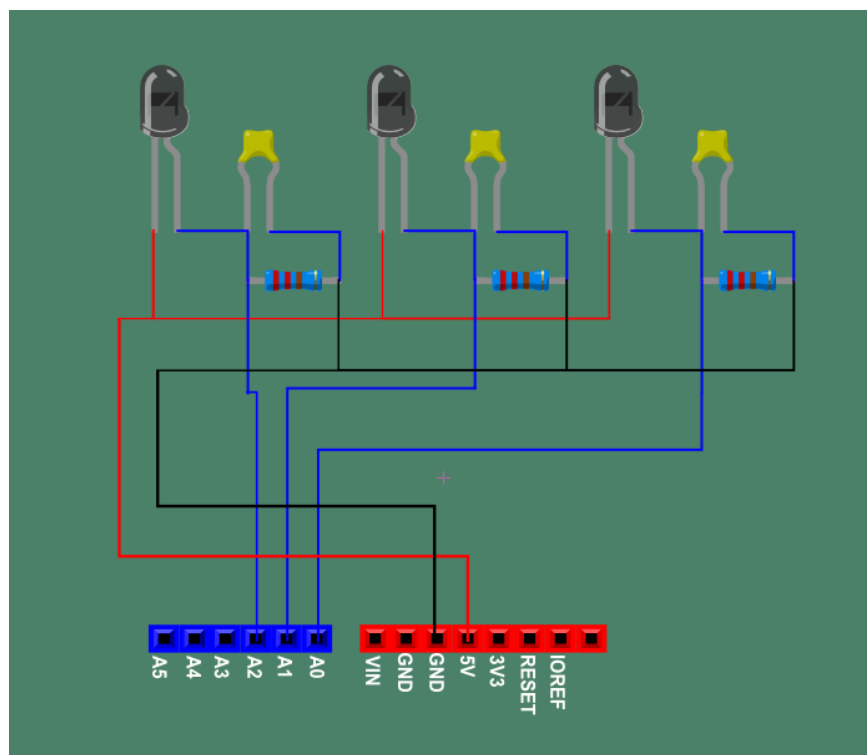 A5
A4
A3
A2
A1
A0
VIN
GND
GND
5V
3V3
RESET
IOREF